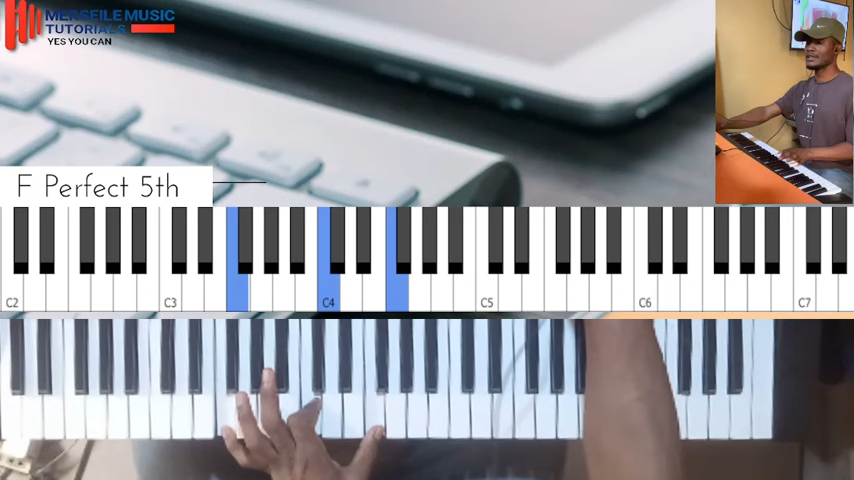 MERSEILE MUSIC
TUTORIALS
YES YOU CAN
F Perfect 5th
C2
C3
C4
C5
C6
C7